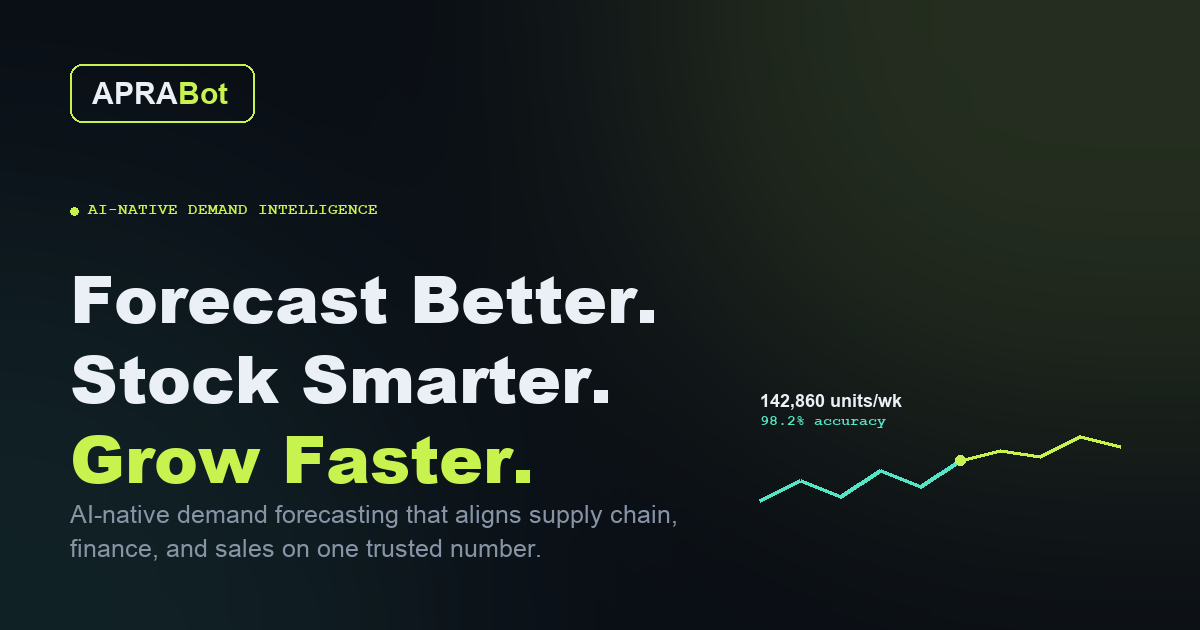 APRABot
AI-NATIVE DEMAND INTELLIGENCE
Forecast Better.
Stock Smarter.
Grow Faster.
AI-native demand forecasting that aligns supply chain,
finance, and sales on one trusted number.
142,860 units/wk
98.2% accuracy